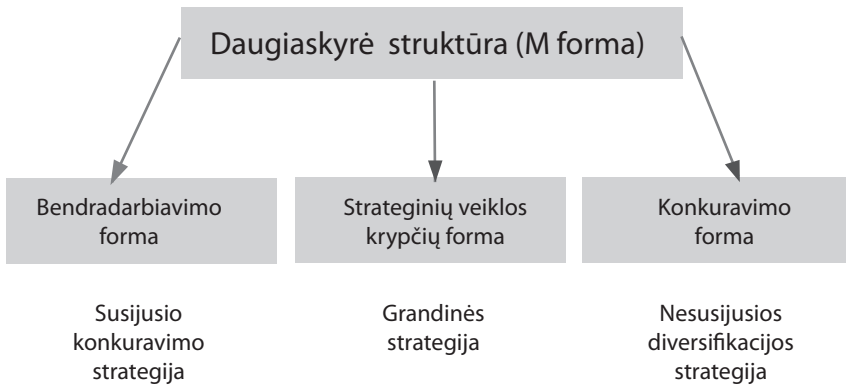 Daugiaskyrė struktūra (M forma)
Bendradarbiavimo
forma
Strateginių veiklos
krypčių forma
Konkuravimo
forma
Susijusio
konkuravimo
strategija
Grandinės
strategija
Nesusijusios
diversifikacijos
strategija